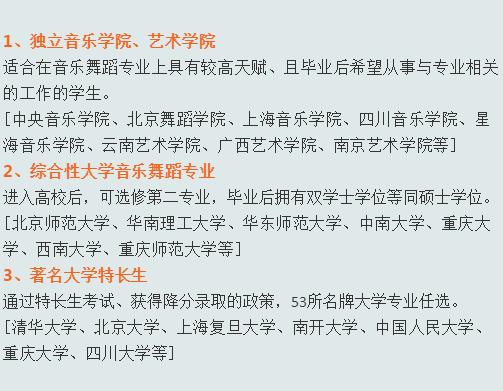 1、独立音乐学院、艺术学院
适合在音乐舞蹈专业上具有较高天赋、且毕业后希望从事与专业相关
的工作的学生。
[中央音乐学院、北京舞蹈学院、上海音乐学院、四川音乐学院、星
海音乐学院、云南艺术学院、广西艺术学院、南京艺术学院等]
2、综合性大学音乐舞蹈专业
进入高校后，可选修第二专业，毕业后拥有双学士学位等同硕士学位。
[北京师范大学、华南理工大学、华东师范大学、中南大学、重庆大
学、西南大学、重庆师范大学等]
3、著名大学特长生
通过特长生考试、获得降分录取的政策，53所名牌大学专业任选。
[清华大学、北京大学、上海复旦大学、南开大学、中国人民大学、
重庆大学、四川大学等]